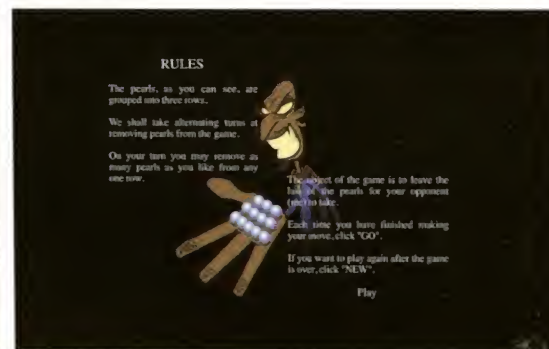 RULES
The pearls, as you can see, are
grouped into three rows.
We shall take alternating turns at
removing pearls from the game.
On your turn you may remove as
many pearls as you like from any
one row.
The object of the game is to leave the
last of the pearls for your opponent
(me) to take.
Each time you have finished making
your move, click "GO".
If you want to play again after the game
is over, click "NEW".
Play